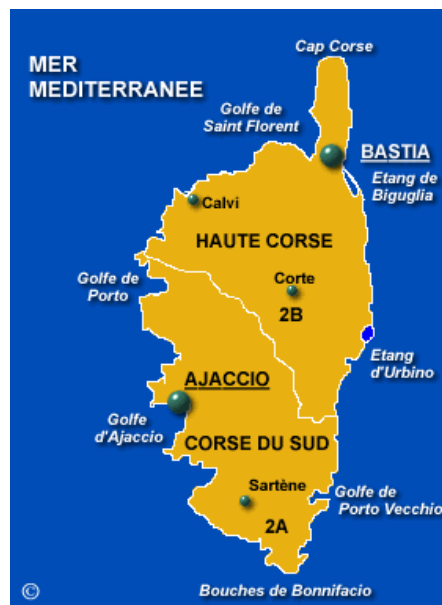 Cap Corse
MER
MEDITERRANEE
Golfe de
Saint Florent
BASTIA
Etang de
Biguglia
Calvi
HAUTE CORSE
Golfe de
Porto
Corte
2B
Etang
d'Urbino
AJACCIO
Golfe
d'Ajaccio
CORSE DU SUD
Sartène
Golfe de
Porto Vecchio
2A
©
Bouches de Bonnifacio